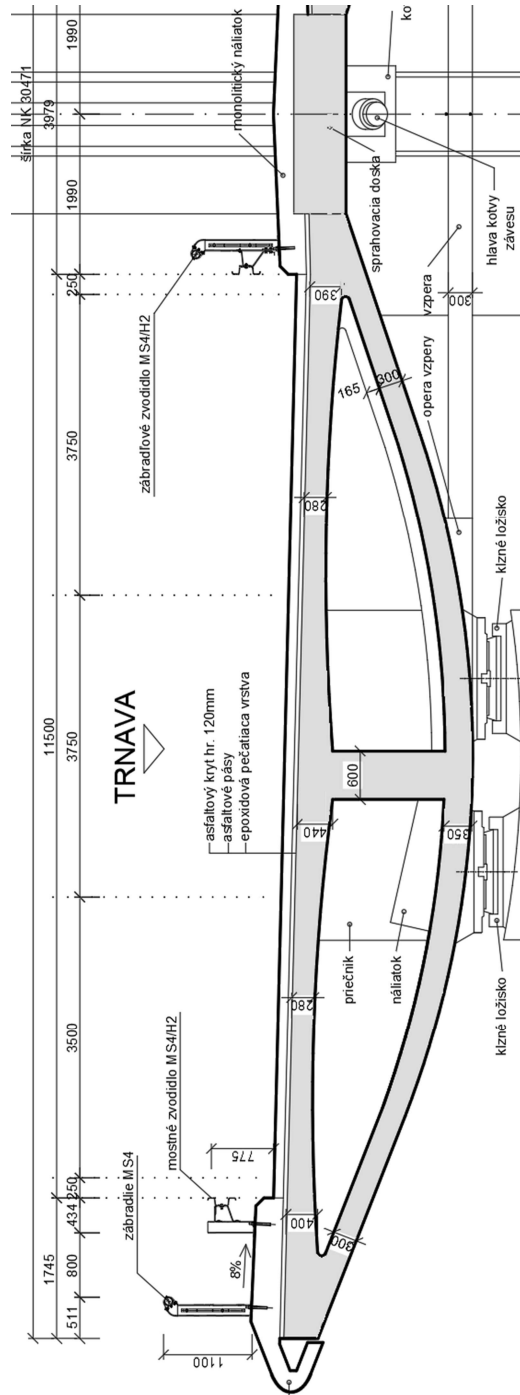 šírka NK 30471
1745
11500
3979
511
800
434
250
3500
3750
3750
250
1990
1990
zábradlie MS4
mostné zvodidlo MS4/H2
TRNAVA
zábradľové zvodidlo MS4/H2
monolitický náliatok
1100
775
8%
asfaltový kryt hr. 120mm
asfaltové pásy
epoxidová pečatiaca vrstva
400
280
440
280
390
300
600
165
300
350
300
priečnik
náliatok
klzné ložisko
klzné ložisko
opera vzpery
vzpera
sprahovacia doska
hlava kotvy
závesu